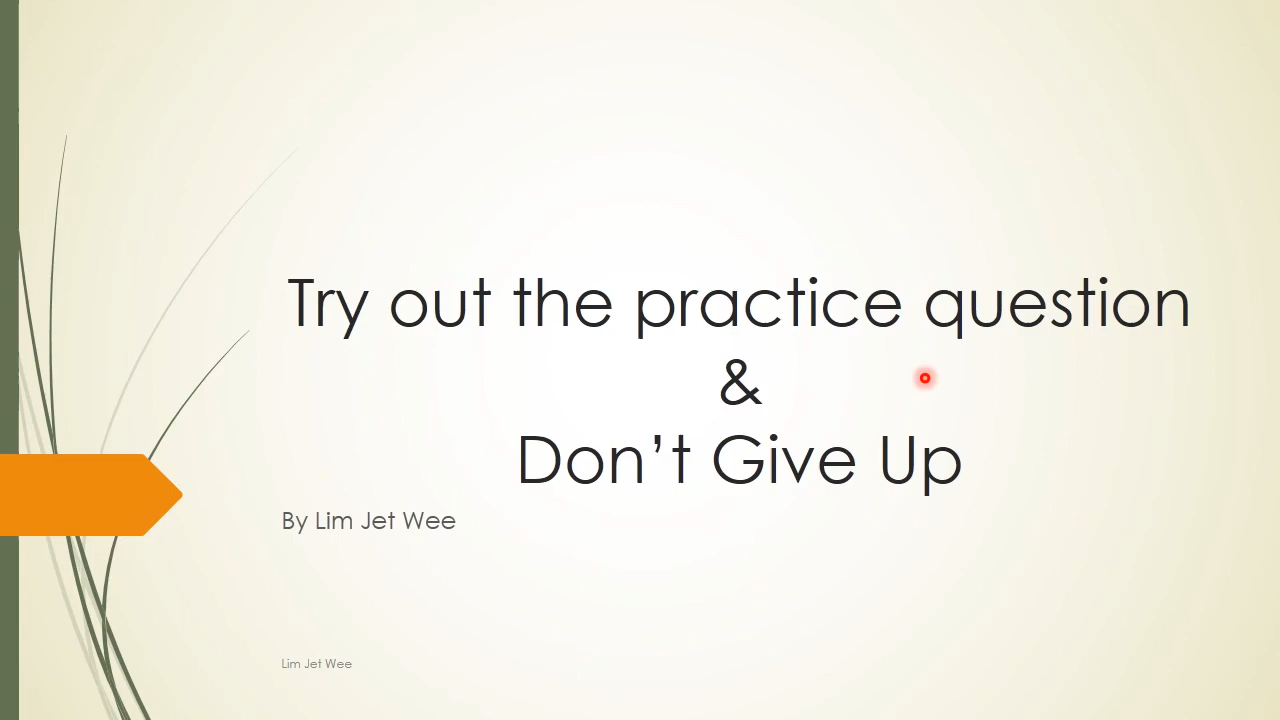 Try out the practice question
&
Don’t Give Up
By Lim Jet Wee
Lim Jet Wee